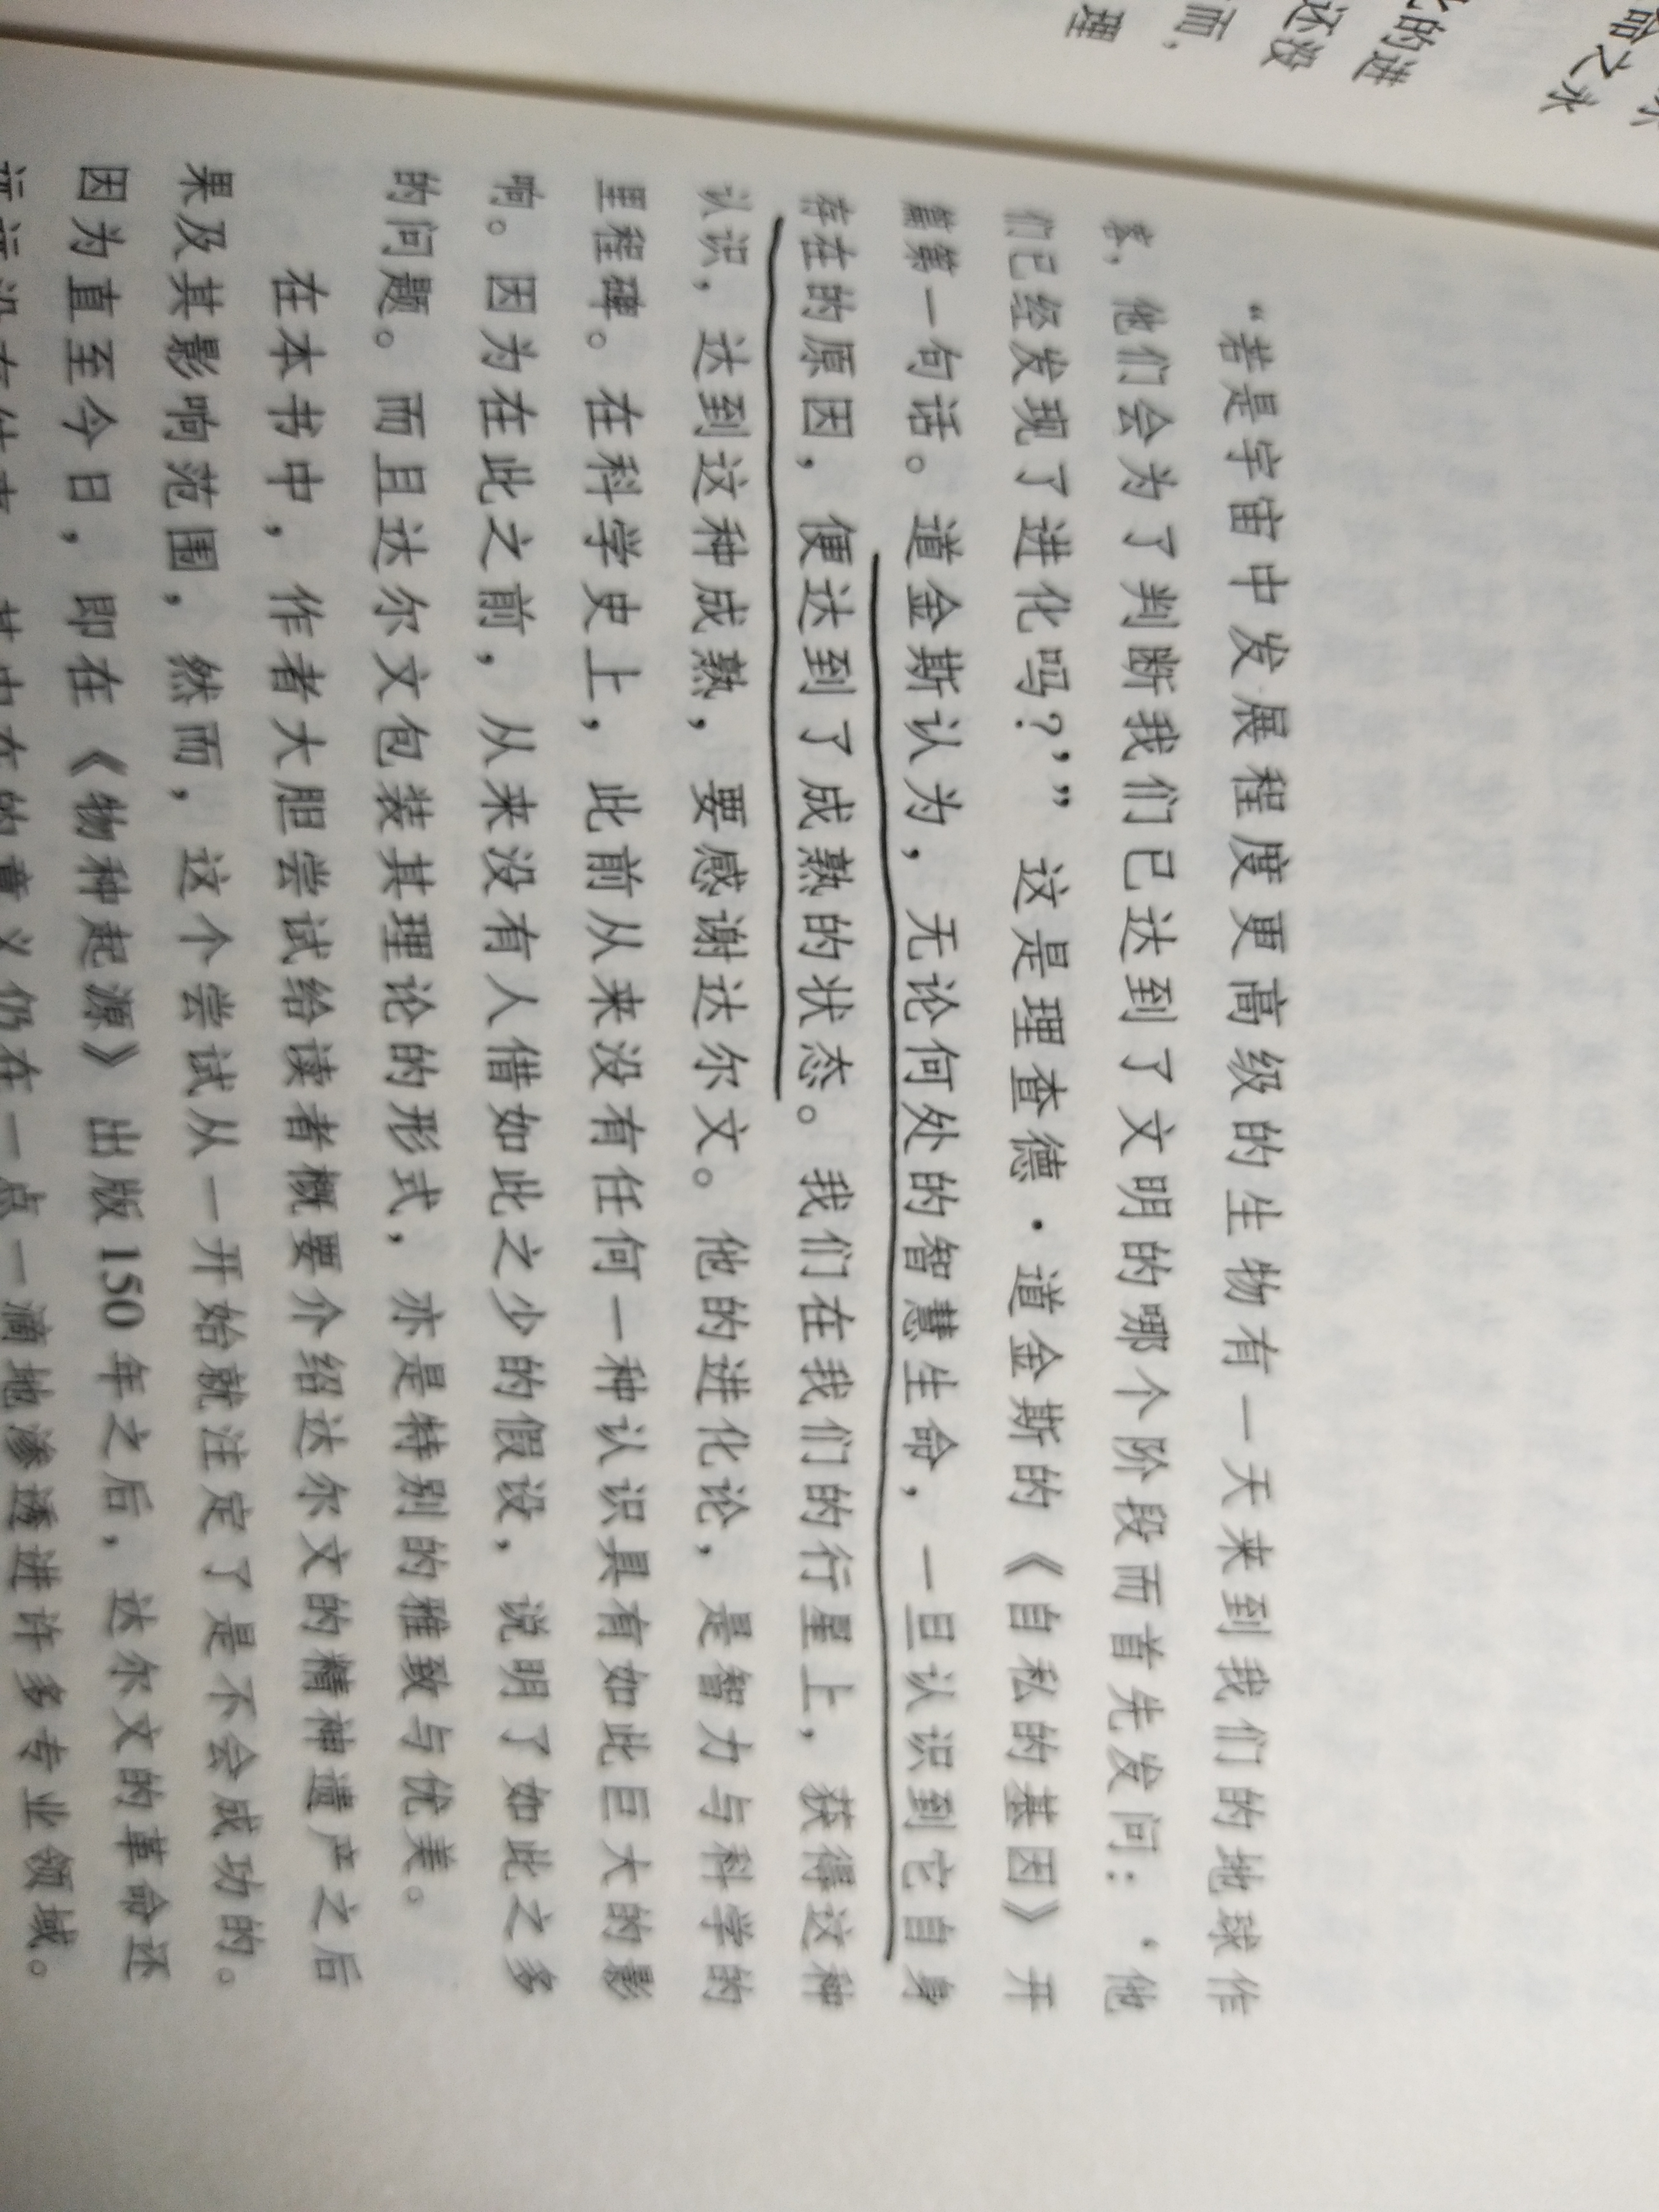 命之永
的进
还没
而，
理
“若是宇宙中发展程度更高级的生物有一天来到我们的地球作
客，他们会为了判断我们已达到了文明的哪个阶段而首先发问：‘他
们已经发现了进化吗？’”这是理查德·道金斯的《自私的基因》开
篇第一句话。道金斯认为，无论何处的智慧生命，一旦认识到它自身
存在的原因，便达到了成熟的状态。我们在我们的行星上，获得这种
认识，达到这种成熟，要感谢达尔文。他的进化论，是智力与科学的
里程碑。在科学史上，此前从来没有任何一种认识具有如此巨大的影
响。因为在此之前，从来没有人借如此之少的假设，说明了如此之多
的问题。而且达尔文包装其理论的形式，亦是特别的雅致与优美。
在本书中，作者大胆尝试给读者概要介绍达尔文的精神遗产之后
果及其影响范围，然而，这个尝试从一开始就注定了是不会成功的。
因为直至今日，即在《物种起源》出版150年之后，达尔文的革命还
远远没有结束，其内在的意义仍在一点一滴地渗透进许多专业领域。